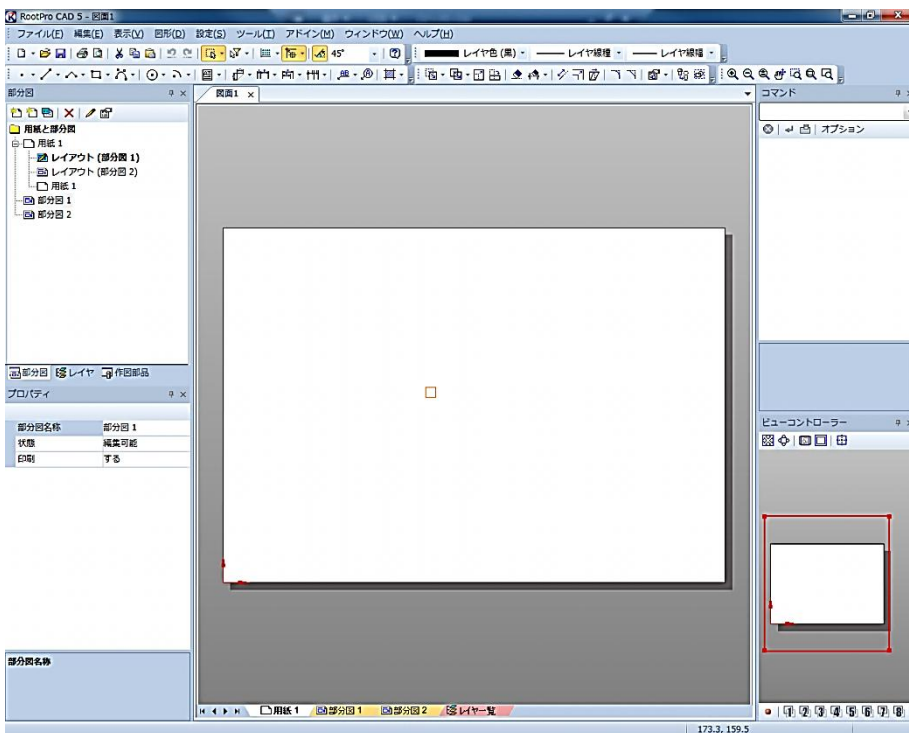 RootPro CAD 5 - 図面1
ファイル(F) 編集(E) 表示(V) 図形(D) 設定(S) ツール(T) アドイン(M) ウィンドウ(W) ヘルプ(H)
45° レイヤ色 (黒) レイヤ線種 レイヤ線幅
部分図
図面1 x
コマンド
用紙と部分図
用紙 1
レイアウト (部分図 1)
レイアウト (部分図 2)
用紙 1
部分図 1
部分図 2
オプション
部分図 レイヤ 作図部品
プロパティ
部分図名称 部分図 1
状態 編集可能
印刷 する
ビューコントローラー
部分図名称
用紙 1 部分図 1 部分図 2 レイヤ一覧
1 2 3 4 5 6 7 8
173.3, 159.5